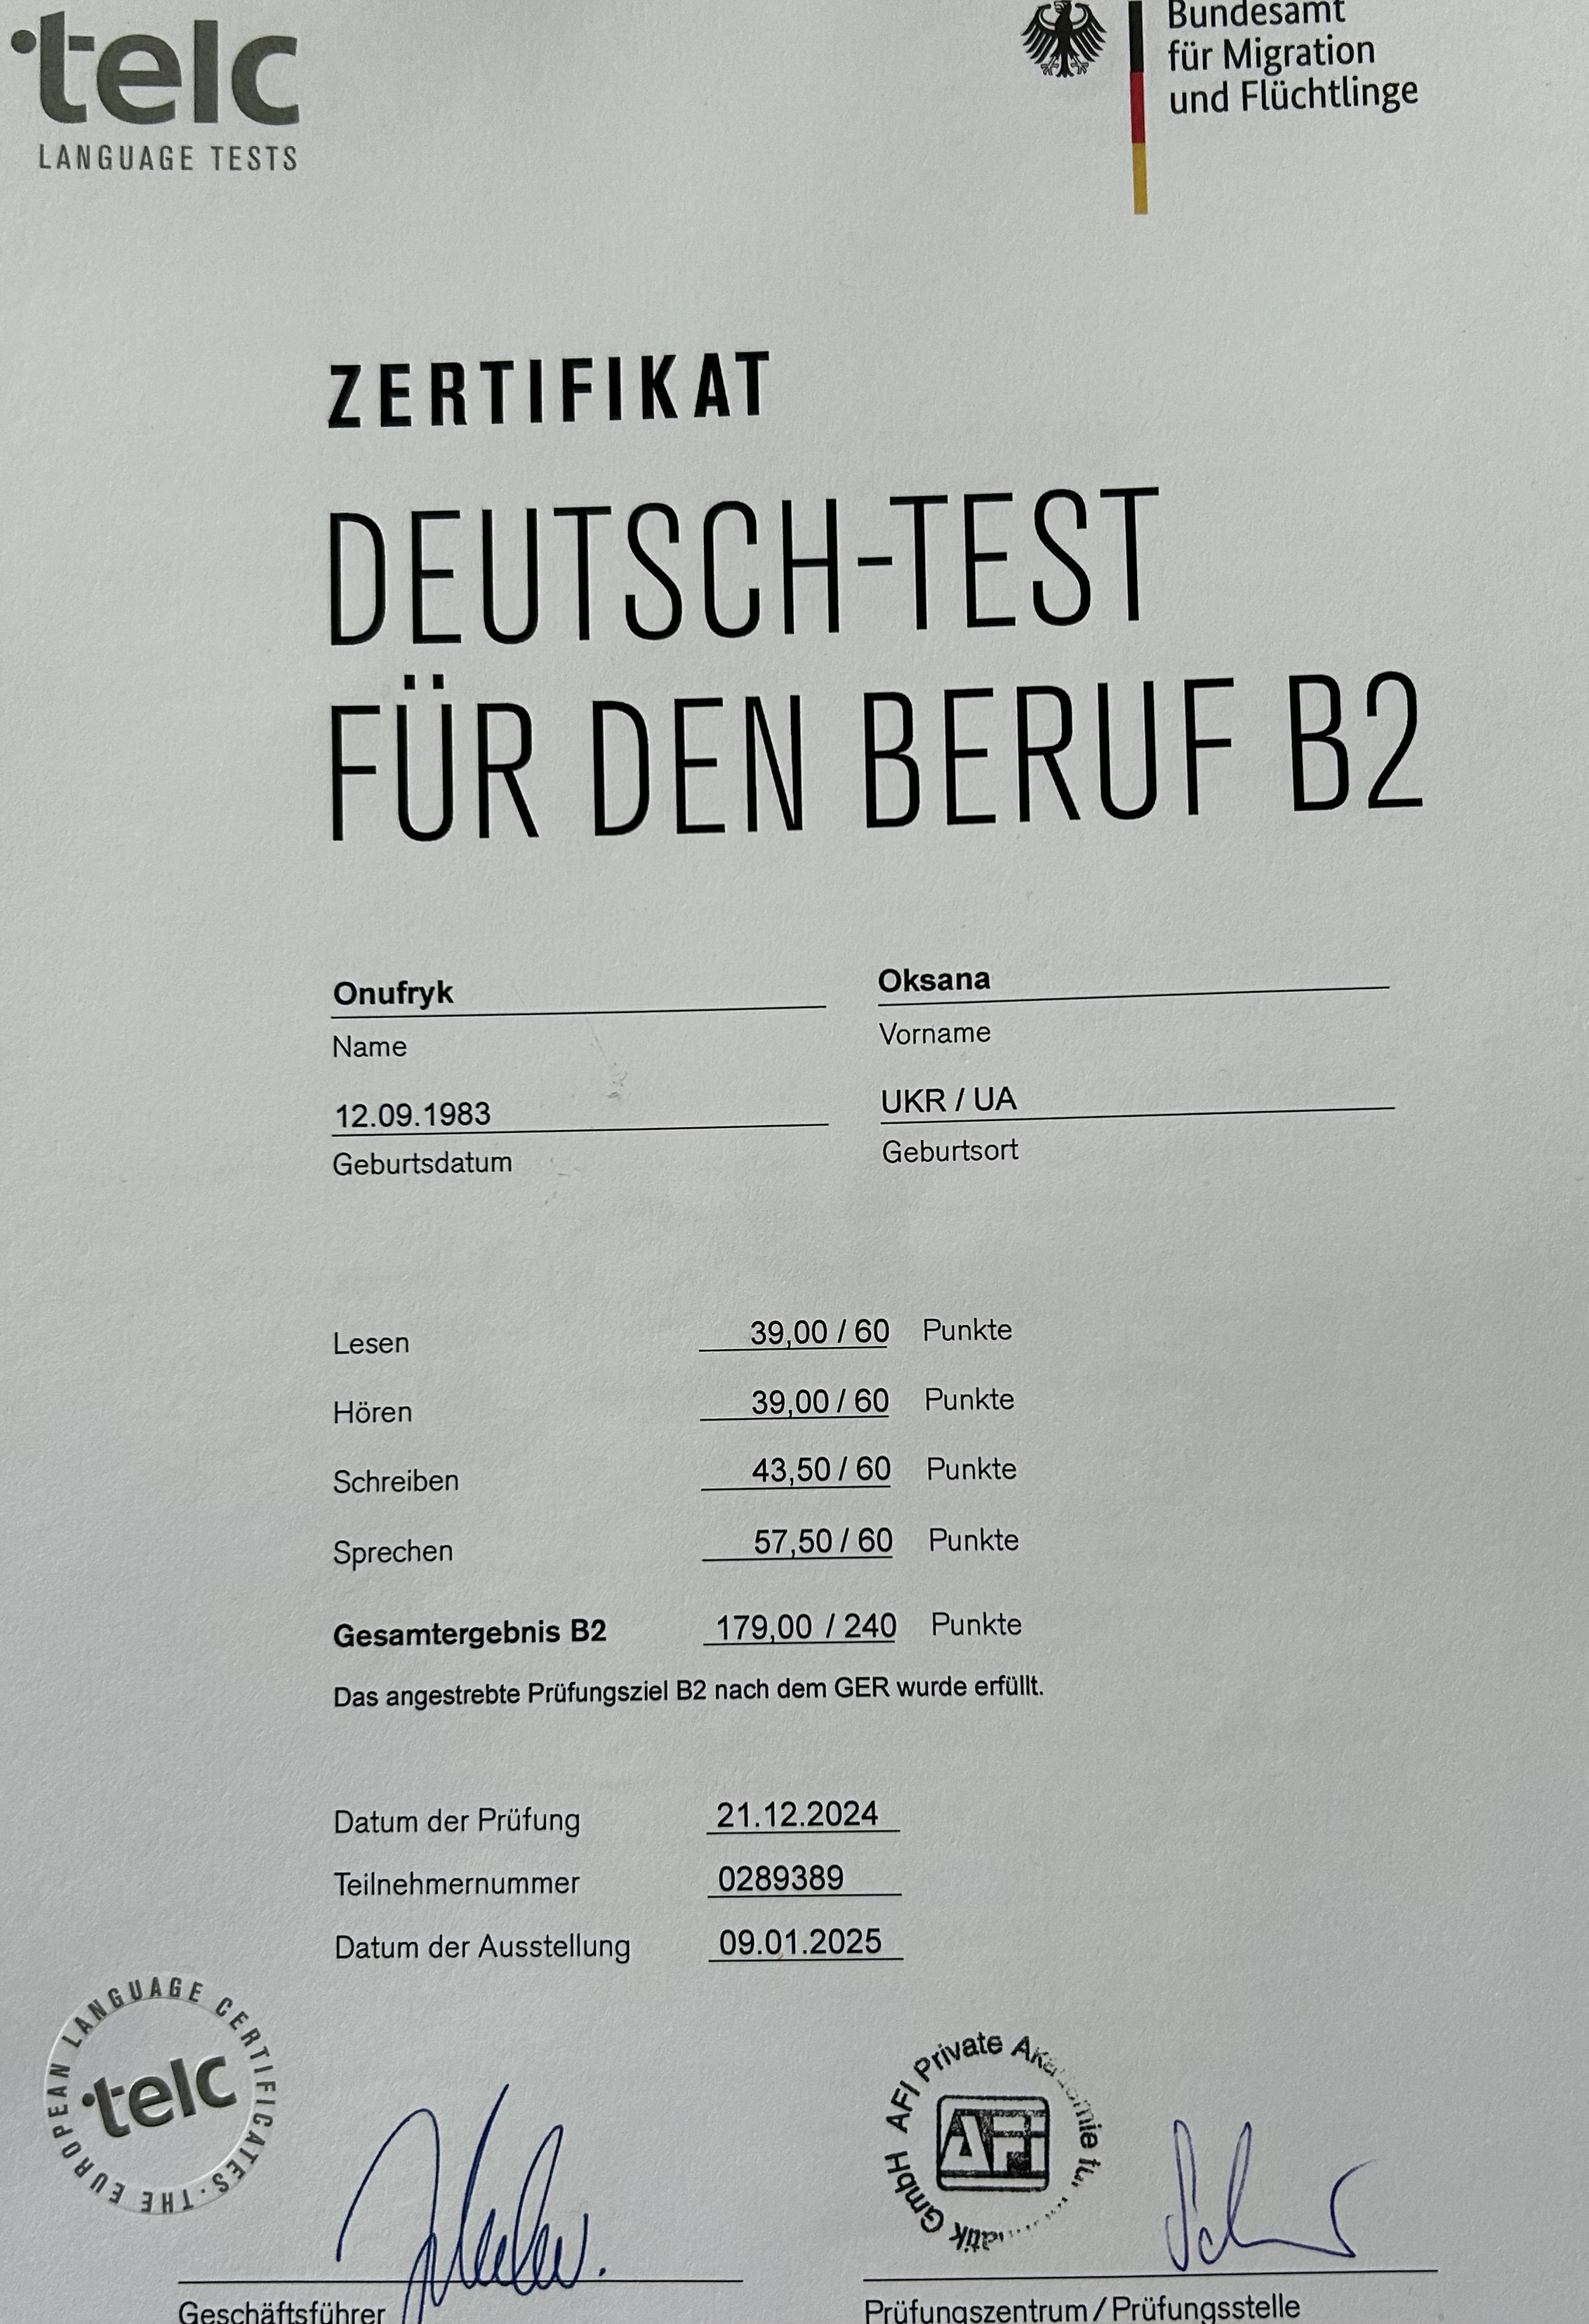 telc
LANGUAGE TESTS
Bundesamt
für Migration
und Flüchtlinge
ZERTIFIKAT
DEUTSCH-TEST
FÜR DEN BERUF B2
Onufryk Oksana
Name Vorname
12.09.1983 UKR / UA
Geburtsdatum Geburtsort
Lesen 39,00 / 60 Punkte
Hören 39,00 / 60 Punkte
Schreiben 43,50 / 60 Punkte
Sprechen 57,50 / 60 Punkte
Gesamtergebnis B2 179,00 / 240 Punkte
Das angestrebte Prüfungsziel B2 nach dem GER wurde erfüllt.
Datum der Prüfung 21.12.2024
Teilnehmernummer 0289389
Datum der Ausstellung 09.01.2025
THE EUROPEAN LANGUAGE CERTIFICATES
telc
AFI Private GmbH
AFI
Geschäftsführer Prüfungszentrum / Prüfungsstelle